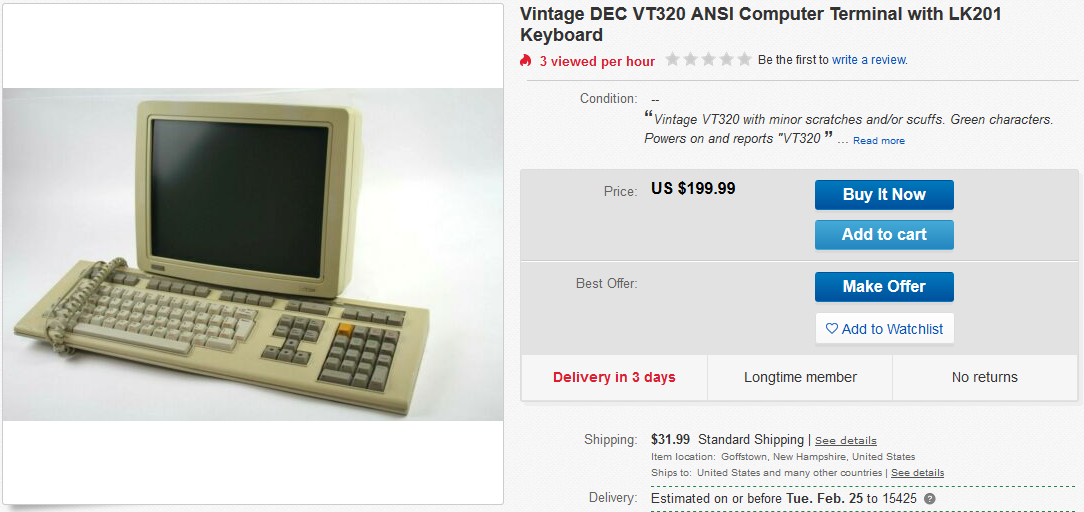 Vintage DEC VT320 ANSI Computer Terminal with LK201
Keyboard
3 viewed per hour Be the first to write a review.
Condition: --
“Vintage VT320 with minor scratches and/or scuffs. Green characters.
Powers on and reports "VT320 ” ... Read more
Price: US $199.99 Buy It Now
Add to cart
Best Offer: Make Offer
Add to Watchlist
Delivery in 3 days Longtime member No returns
Shipping: $31.99 Standard Shipping | See details
Item location: Goffstown, New Hampshire, United States
Ships to: United States and many other countries | See details
Delivery: Estimated on or before Tue. Feb. 25 to 15425 ?